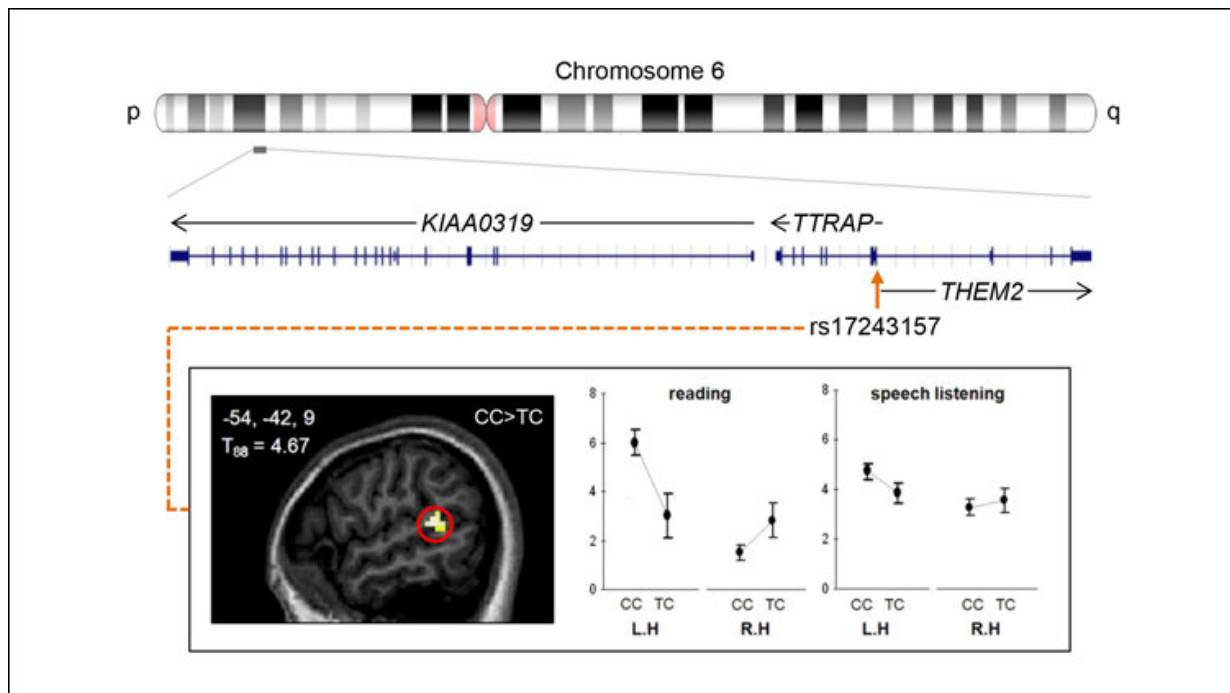 Chromosome 6
p
q
KIAA0319
TTRAP
THEM2
rs17243157
-54, -42, 9
CC>TC
T88 = 4.67
reading
8
6
4
2
0
CC TC
CC TC
L.H
R.H
speech listening
8
6
4
2
0
CC TC
CC TC
L.H
R.H